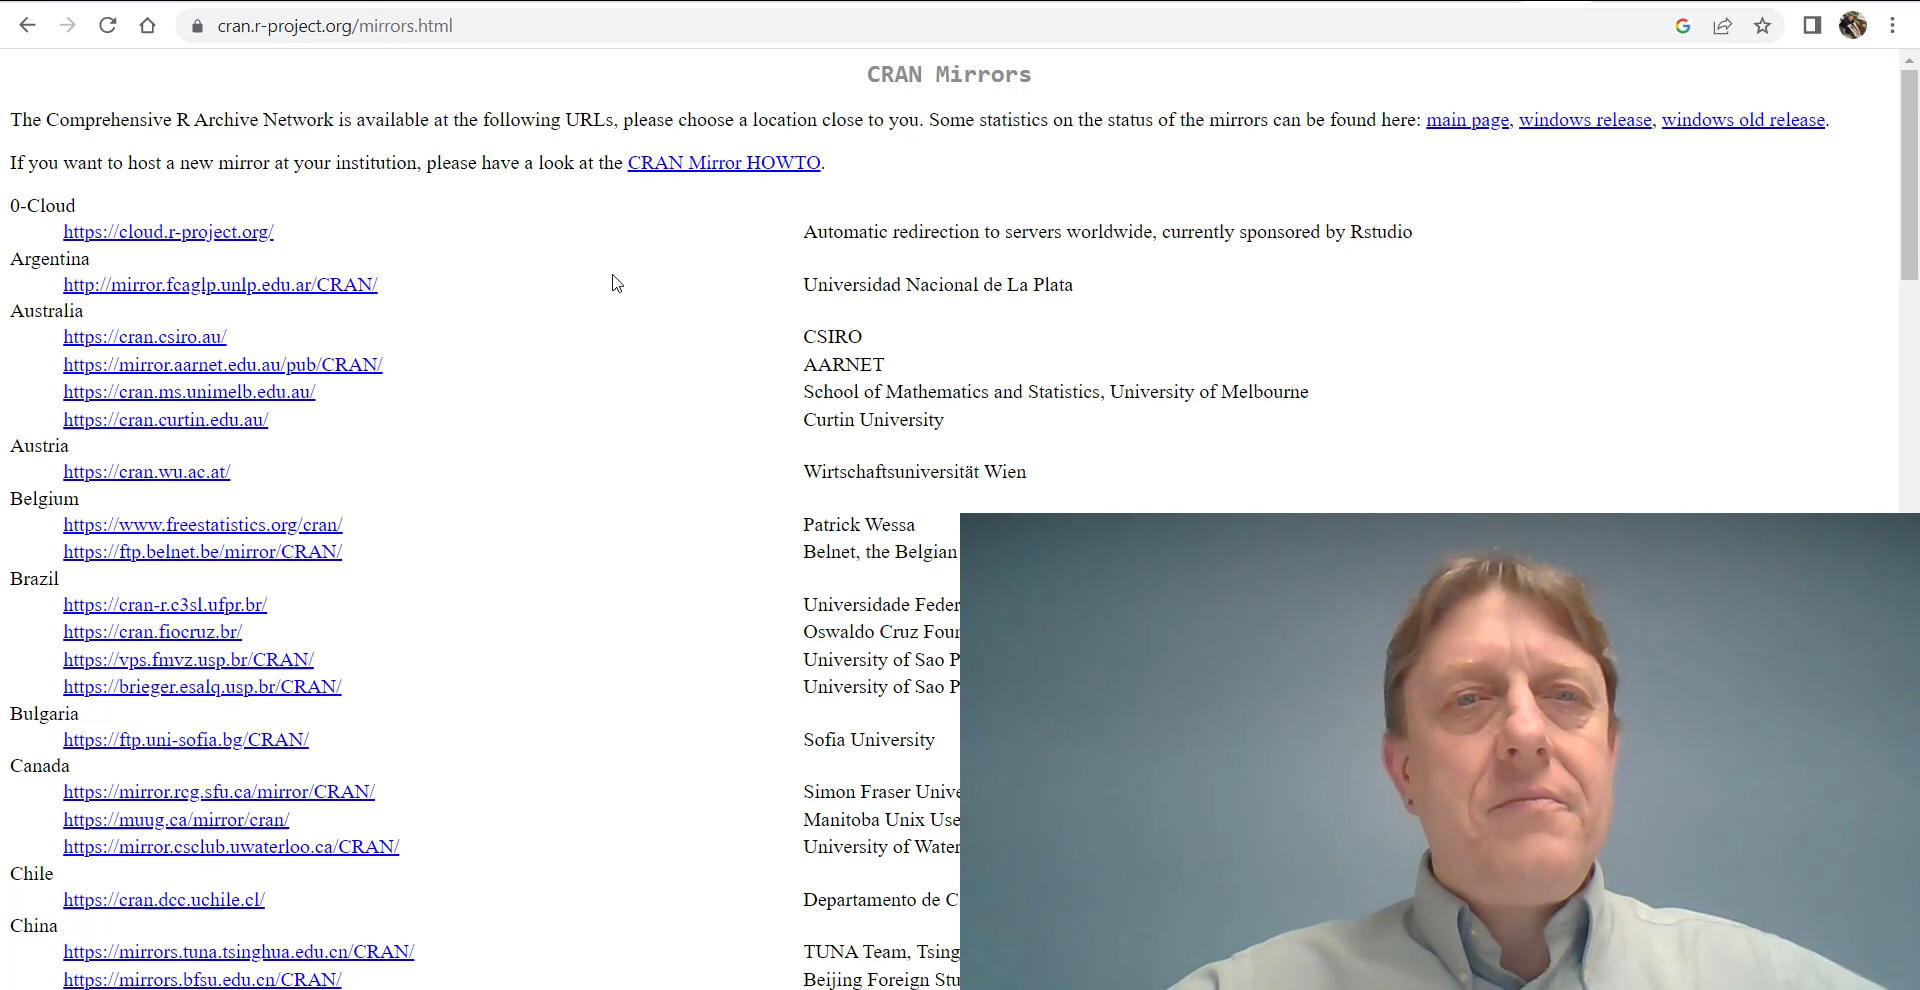 cran.r-project.org/mirrors.html
CRAN Mirrors
The Comprehensive R Archive Network is available at the following URLs, please choose a location close to you. Some statistics on the status of the mirrors can be found here: main page, windows release, windows old release.
If you want to host a new mirror at your institution, please have a look at the CRAN Mirror HOWTO.
0-Cloud
https://cloud.r-project.org/ Automatic redirection to servers worldwide, currently sponsored by Rstudio
Argentina
http://mirror.fcaglp.unlp.edu.ar/CRAN/ Universidad Nacional de La Plata
Australia
https://cran.csiro.au/ CSIRO
https://mirror.aarnet.edu.au/pub/CRAN/ AARNET
https://cran.ms.unimelb.edu.au/ School of Mathematics and Statistics, University of Melbourne
https://cran.curtin.edu.au/ Curtin University
Austria
https://cran.wu.ac.at/ Wirtschaftsuniversität Wien
Belgium
https://www.freestatistics.org/cran/ Patrick Wessa
https://ftp.belnet.be/mirror/CRAN/ Belnet, the Belgian
Brazil
https://cran-r.c3sl.ufpr.br/ Universidade Feder
https://cran.fiocruz.br/ Oswaldo Cruz Foun
https://vps.fmvz.usp.br/CRAN/ University of Sao P
https://brieger.esalq.usp.br/CRAN/ University of Sao P
Bulgaria
https://ftp.uni-sofia.bg/CRAN/ Sofia University
Canada
https://mirror.rcg.sfu.ca/mirror/CRAN/ Simon Fraser Unive
https://muug.ca/mirror/cran/ Manitoba Unix Use
https://mirror.csclub.uwaterloo.ca/CRAN/ University of Water
Chile
https://cran.dcc.uchile.cl/ Departamento de C
China
https://mirrors.tuna.tsinghua.edu.cn/CRAN/ TUNA Team, Tsing
https://mirrors.bfsu.edu.cn/CRAN/ Beijing Foreign Stu